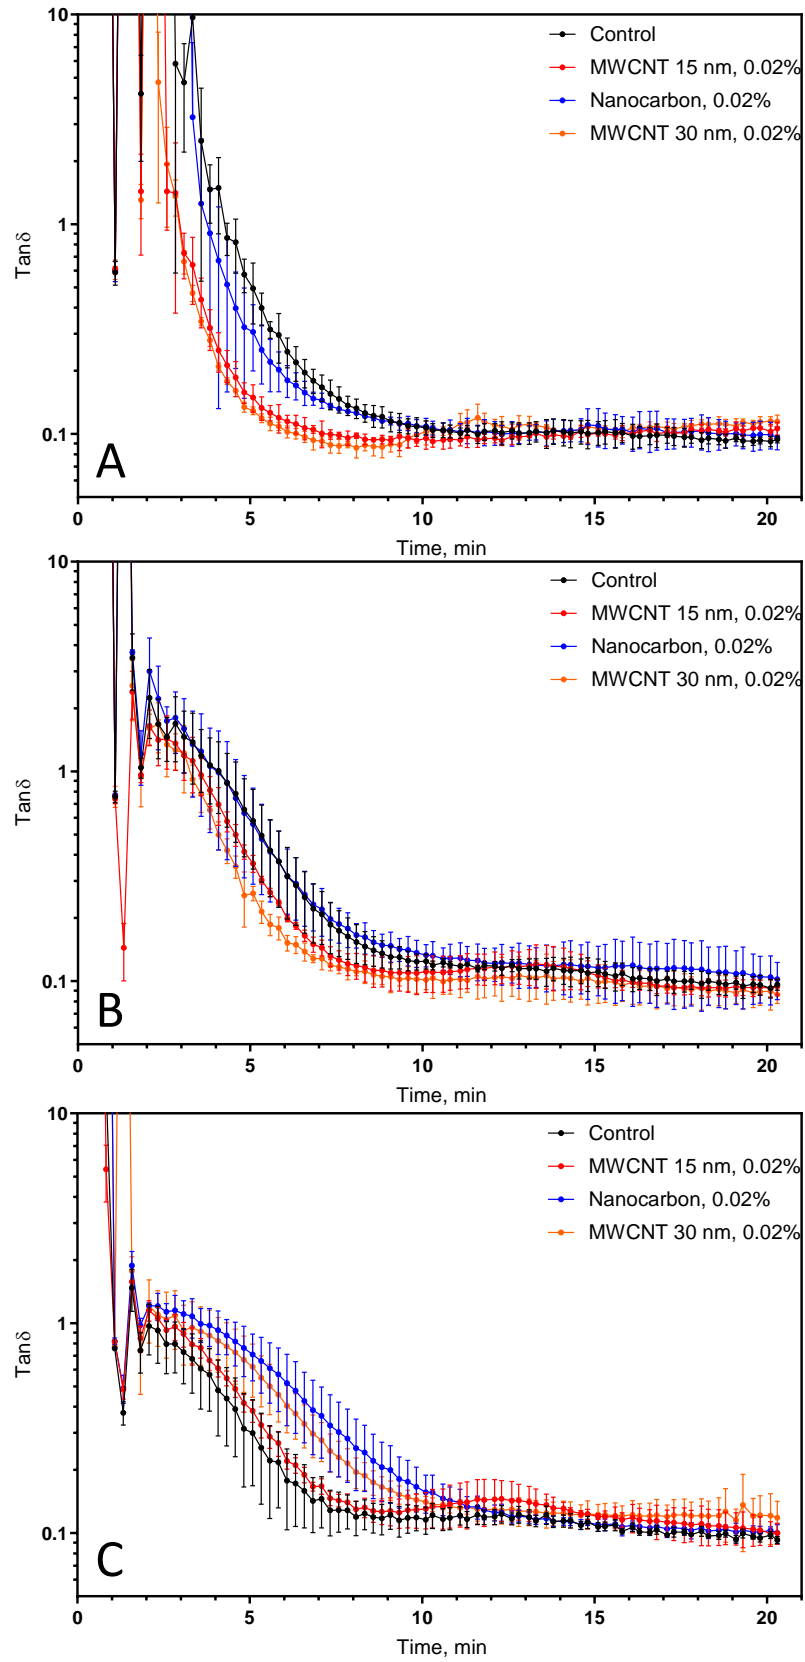 10
Control
MWCNT 15 nm, 0.02%
Nanocarbon, 0.02%
MWCNT 30 nm, 0.02%
1
Tanδ
0.1
A
0 5 10 15 20
Time, min
10
Control
MWCNT 15 nm, 0.02%
Nanocarbon, 0.02%
MWCNT 30 nm, 0.02%
1
Tanδ
0.1
B
0 5 10 15 20
Time, min
10
Control
MWCNT 15 nm, 0.02%
Nanocarbon, 0.02%
MWCNT 30 nm, 0.02%
1
Tanδ
0.1
C
0 5 10 15 20
Time, min